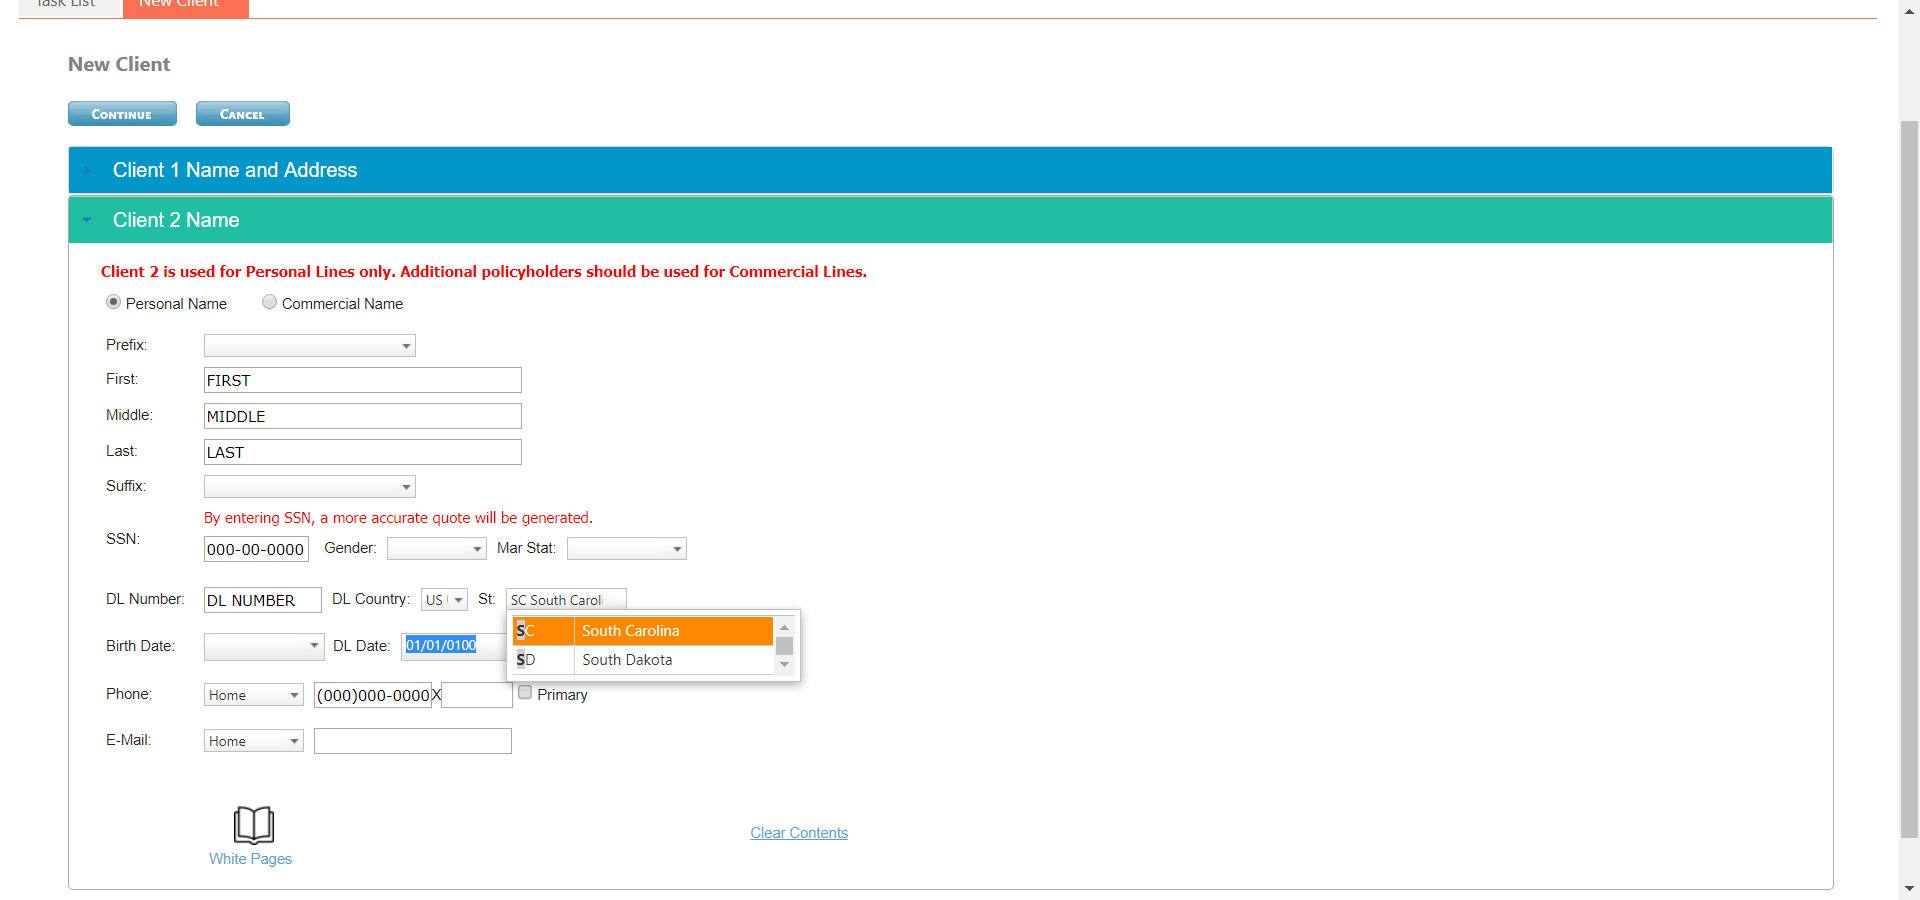 Task List New Client
New Client
CONTINUE CANCEL
Client 1 Name and Address
Client 2 Name
Client 2 is used for Personal Lines only. Additional policyholders should be used for Commercial Lines.
Personal Name Commercial Name
Prefix:
First: FIRST
Middle: MIDDLE
Last: LAST
Suffix:
By entering SSN, a more accurate quote will be generated.
SSN: 000-00-0000 Gender: Mar Stat:
DL Number: DL NUMBER DL Country: US St: SC South Caroli
SC South Carolina
Birth Date: DL Date: 01/01/0100
SD South Dakota
Phone: Home (000)000-0000 X Primary
E-Mail: Home
Clear Contents
White Pages